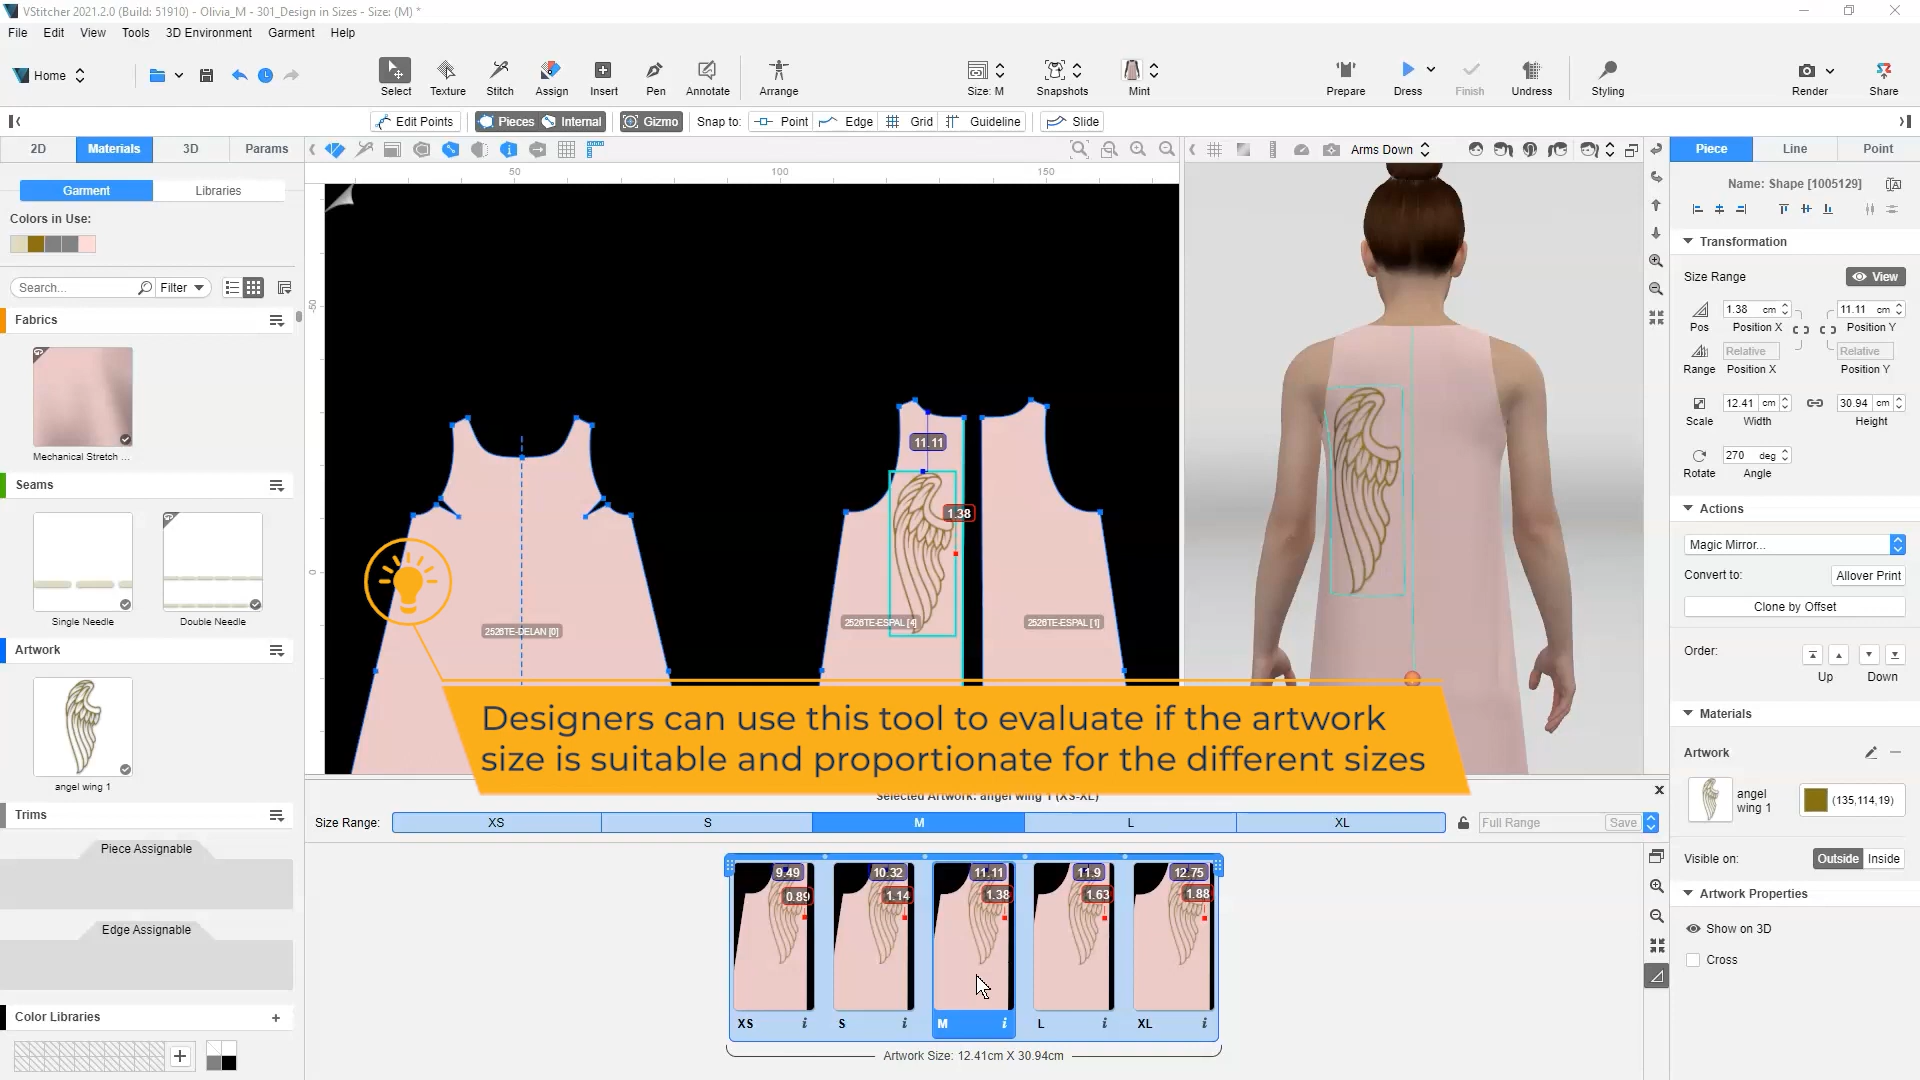 VStitcher 2021.2.0 (Build: 51910) - Olivia_M - 301_Design in Sizes - Size: (M) *
File Edit View Tools 3D Environment Garment Help
Home
Select Texture Stitch Assign Insert Pen Annotate Arrange Size: M Snapshots Mint Prepare Dress Finish Undress Styling Render Share
Edit Points Pieces Internal Gizmo Snap to: Point Edge Grid Guideline Slide
2D Materials 3D Params
Arms Down
Piece Line Point
50 100 150
Garment Libraries
Name: Shape [1005129]
Colors in Use:
Transformation
Size Range View
Search... Filter
1.38 cm 11.11 cm
Pos Position X Position Y
Fabrics
Relative Relative
Range Position X Position Y
Mechanical Stretch ...
12.41 cm 30.94 cm
Scale Width Height
270 deg
Rotate Angle
Seams
Single Needle Double Needle
Actions
Magic Mirror...
Convert to: Allover Print
Clone by Offset
Order:
Up Down
50
0
11.11
1.38
2526TE-DELAN [0]
2526TE-ESPAL [4]
2526TE-ESPAL [1]
Artwork
angel wing 1
Materials
Artwork
angel
wing 1
(135,114,19)
Visible on: Outside Inside
Artwork Properties
Show on 3D
Cross
Designers can use this tool to evaluate if the artwork
size is suitable and proportionate for the different sizes
Selected Artwork: angel wing 1 (XS-XL)
Size Range: XS S M L XL Full Range Save
Trims
Piece Assignable
Edge Assignable
Color Libraries
9.49 10.32 11.11 11.9 12.75
0.89 1.14 1.38 1.63 1.88
XS i S i M i L i XL i
Artwork Size: 12.41cm X 30.94cm